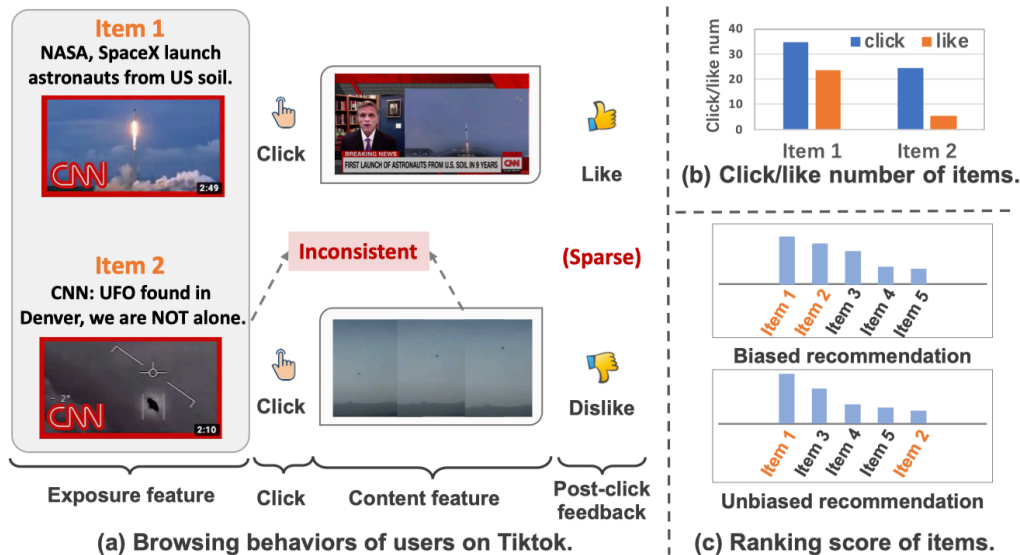 Item 1
NASA, SpaceX launch
astronauts from US soil.
CNN
2:49
Click
BREAKING NEWS
FIRST LAUNCH OF ASTRONAUTS FROM U.S. SOIL IN 9 YEARS
CNN
Like
Item 2
CNN: UFO found in
Denver, we are NOT alone.
- 2°
CNN
2:10
Inconsistent
(Sparse)
Click
Dislike
Exposure feature
Click
Content feature
Post-click
feedback
(a) Browsing behaviors of users on Tiktok.
Click/like num
40
30
20
10
0
click
like
Item 1
Item 2
(b) Click/like number of items.
Item 1
Item 2
Item 3
Item 4
Item 5
Biased recommendation
Item 1
Item 3
Item 4
Item 5
Item 2
Unbiased recommendation
(c) Ranking score of items.